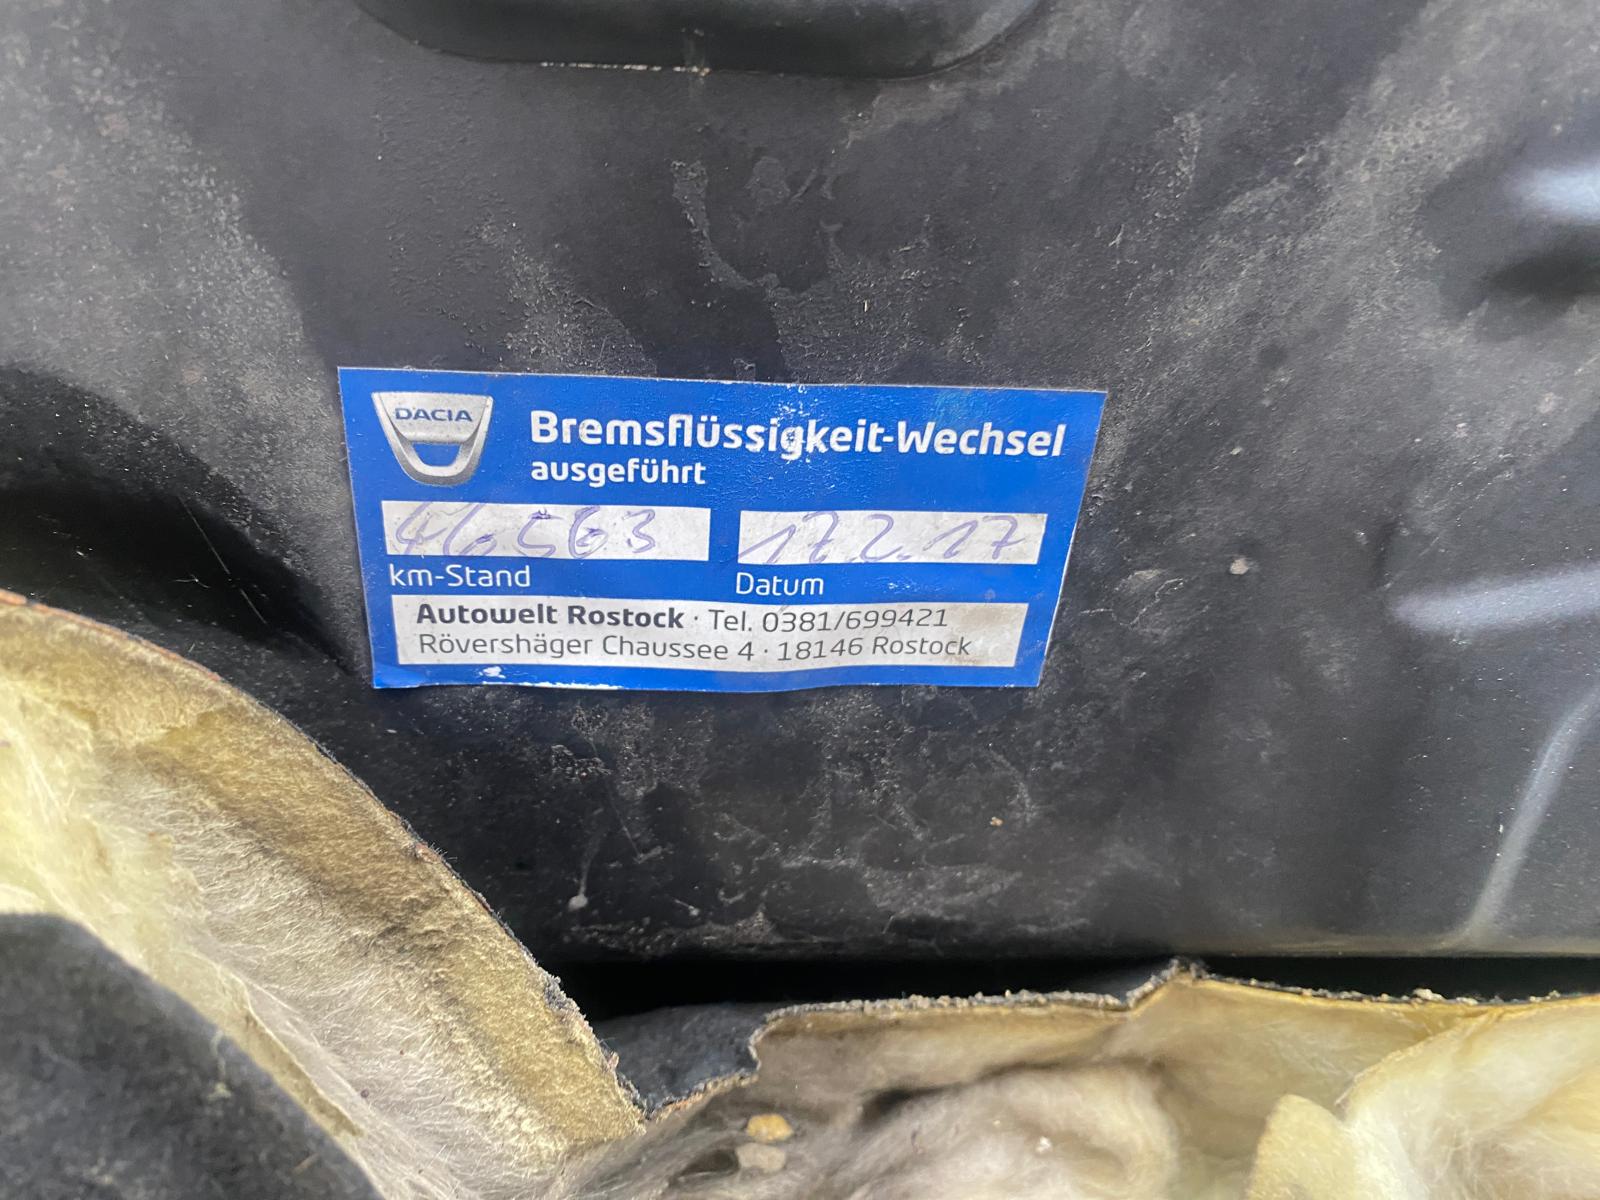 DACIA
Bremsflüssigkeit-Wechsel
ausgeführt
46563 17 2.17
km-Stand Datum
Autowelt Rostock · Tel. 0381/699421
Rövershäger Chaussee 4 · 18146 Rostock